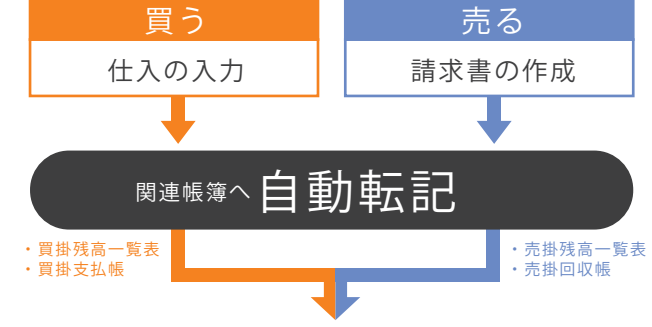 買う
仕入の入力
売る
請求書の作成
関連帳簿へ自動転記
・買掛残高一覧表
・買掛支払帳
・売掛残高一覧表
・売掛回収帳